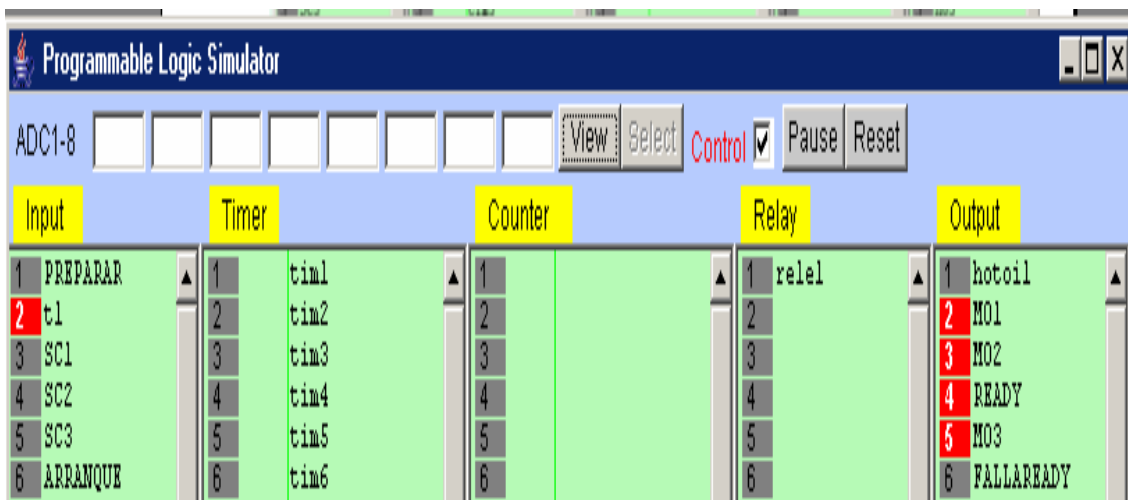 Programmable Logic Simulator
ADC1-8 View Select Control Pause Reset
Input Timer Counter Relay Output
1 PREPARAR 1 tim1 1 1 rele1 1 hotoil
2 t1 2 tim2 2 2 2 MO1
3 SC1 3 tim3 3 3 3 MO2
4 SC2 4 tim4 4 4 4 READY
5 SC3 5 tim5 5 5 5 MO3
6 ARRANQUE 6 tim6 6 6 6 FALLAREADY